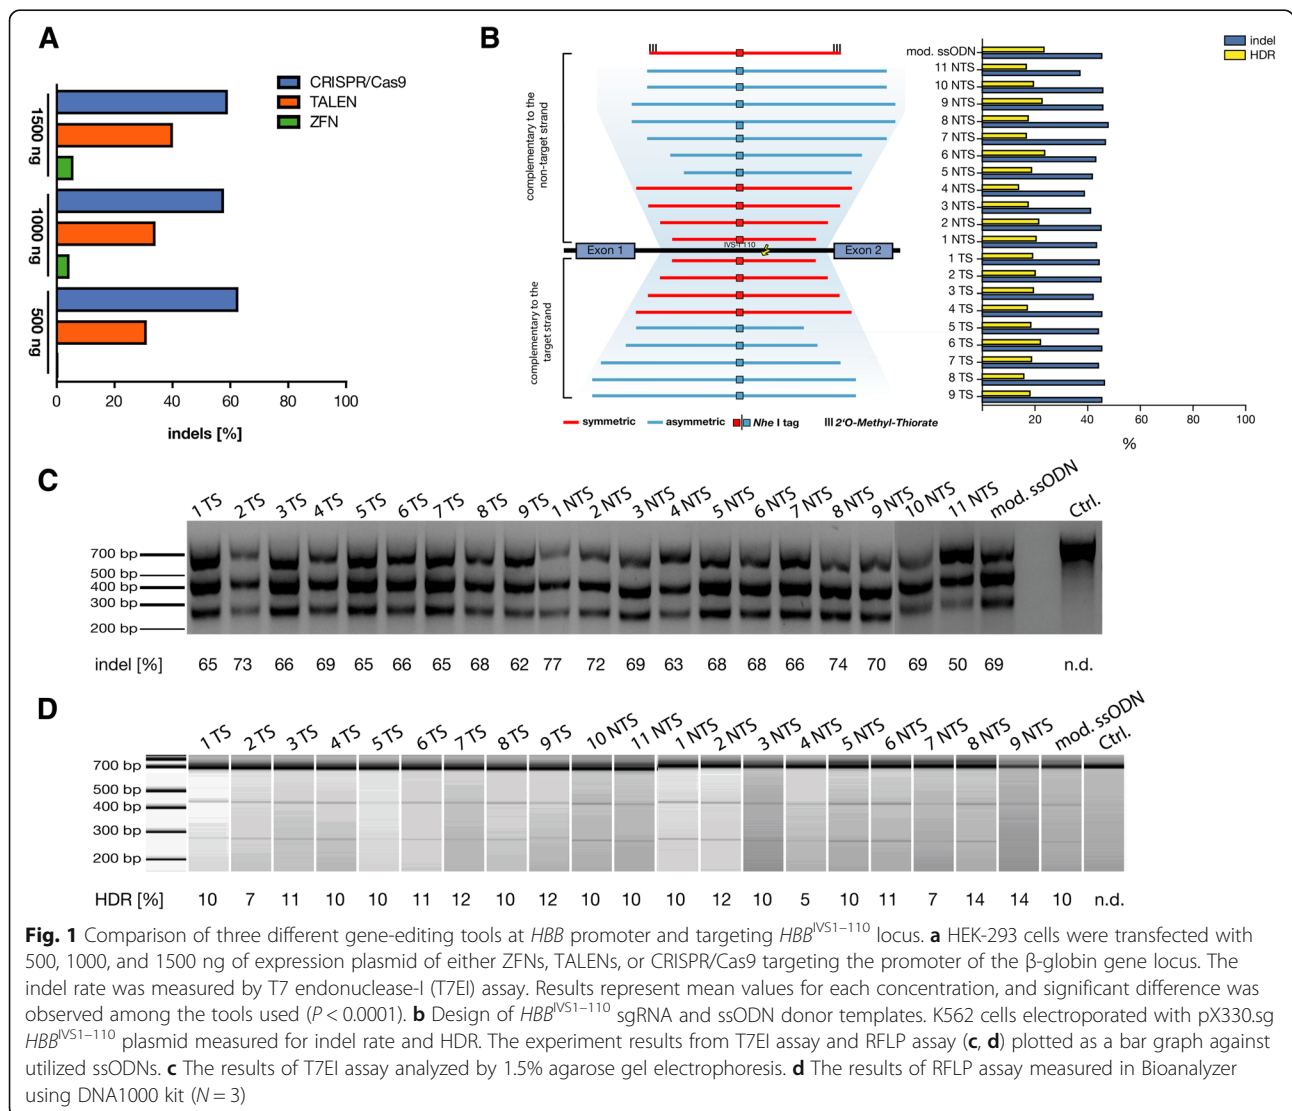 A
CRISPR/Cas9
TALEN
ZFN
1500 ng
1000 ng
500 ng
0 20 40 60 80 100
indels [%]
B
complementary to the
non-target strand
complementary to the
target strand
Exon 1
IVS-I 110
Exon 2
symmetric asymmetric Nhe I tag 2'O-Methyl-Thiorate
indel
HDR
mod. ssODN
11 NTS
10 NTS
9 NTS
8 NTS
7 NTS
6 NTS
5 NTS
4 NTS
3 NTS
2 NTS
1 NTS
1 TS
2 TS
3 TS
4 TS
5 TS
6 TS
7 TS
8 TS
9 TS
0 20 40 60 80 100
%
C
1 TS 2 TS 3 TS 4 TS 5 TS 6 TS 7 TS 8 TS 9 TS 1 NTS 2 NTS 3 NTS 4 NTS 5 NTS 6 NTS 7 NTS 8 NTS 9 NTS 10 NTS 11 NTS mod. ssODN Ctrl.
700 bp
500 bp
400 bp
300 bp
200 bp
indel [%] 65 73 66 69 65 66 65 68 62 77 72 69 63 68 68 66 74 70 69 50 69 n.d.
D
1 TS 2 TS 3 TS 4 TS 5 TS 6 TS 7 TS 8 TS 9 TS 10 NTS 11 NTS 1 NTS 2 NTS 3 NTS 4 NTS 5 NTS 6 NTS 7 NTS 8 NTS 9 NTS mod. ssODN Ctrl.
700 bp
500 bp
400 bp
300 bp
200 bp
HDR [%] 10 7 11 10 10 11 12 10 12 10 10 10 12 10 5 10 11 7 14 14 10 n.d.
Fig. 1 Comparison of three different gene-editing tools at HBB promoter and targeting HBB^IVS1–110 locus. a HEK-293 cells were transfected with
500, 1000, and 1500 ng of expression plasmid of either ZFNs, TALENs, or CRISPR/Cas9 targeting the promoter of the β-globin gene locus. The
indel rate was measured by T7 endonuclease-I (T7EI) assay. Results represent mean values for each concentration, and significant difference was
observed among the tools used (P < 0.0001). b Design of HBB^IVS1–110 sgRNA and ssODN donor templates. K562 cells electroporated with pX330.sg
HBB^IVS1–110 plasmid measured for indel rate and HDR. The experiment results from T7EI assay and RFLP assay (c, d) plotted as a bar graph against
utilized ssODNs. c The results of T7EI assay analyzed by 1.5% agarose gel electrophoresis. d The results of RFLP assay measured in Bioanalyzer
using DNA1000 kit (N = 3)